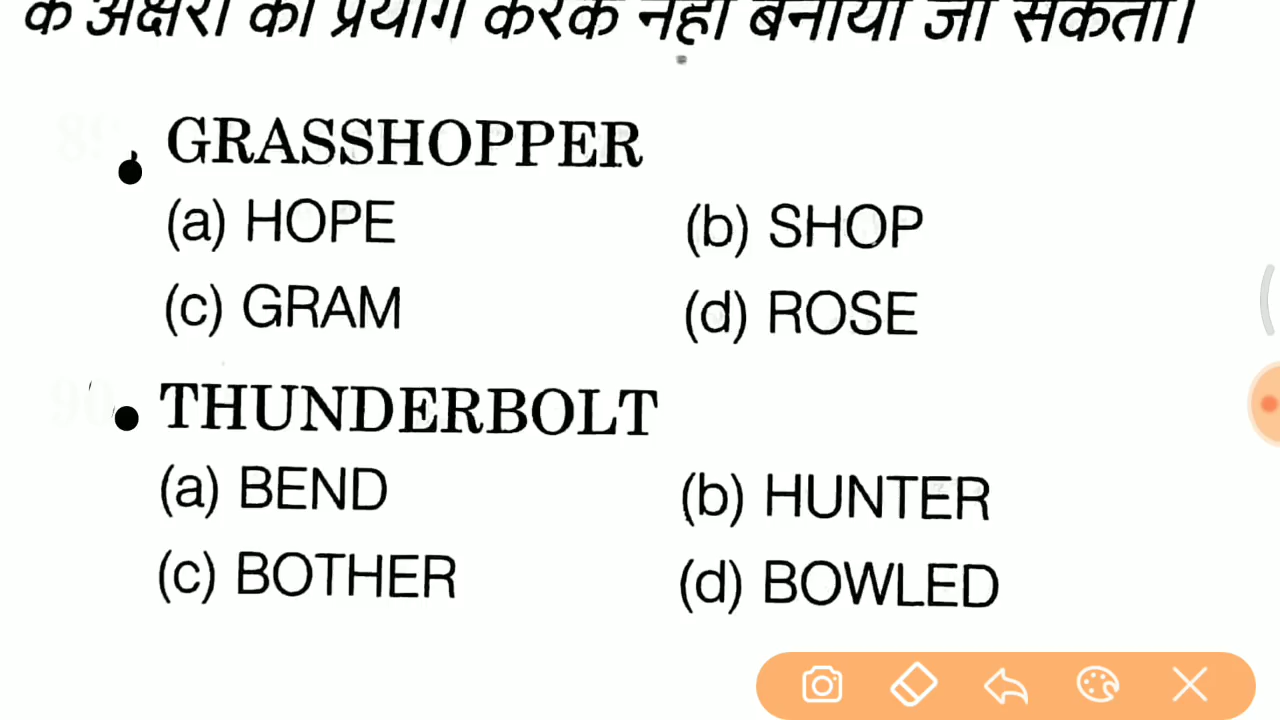 के अक्षरों का प्रयोग करके नहीं बनाया जा सकता।
GRASSHOPPER
(a) HOPE (b) SHOP
(c) GRAM (d) ROSE
THUNDERBOLT
(a) BEND (b) HUNTER
(c) BOTHER (d) BOWLED